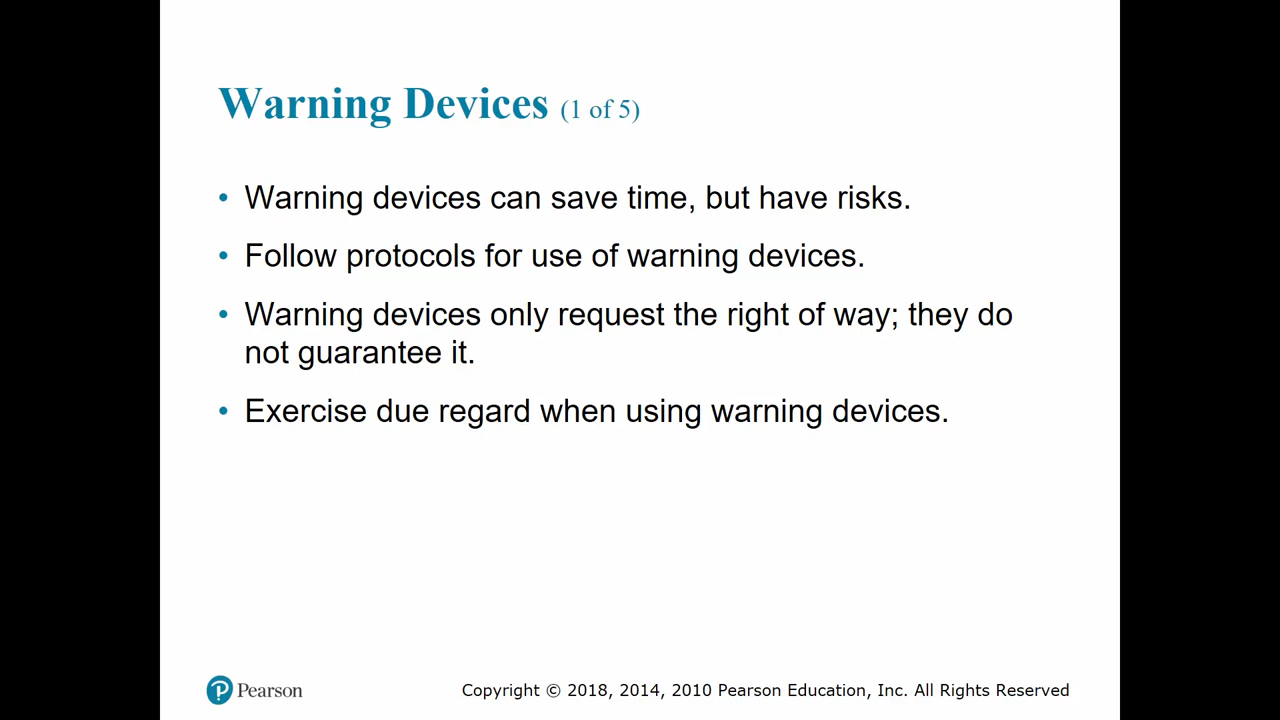 Warning Devices (1 of 5)
• Warning devices can save time, but have risks.
• Follow protocols for use of warning devices.
• Warning devices only request the right of way; they do
not guarantee it.
• Exercise due regard when using warning devices.
Pearson
Copyright © 2018, 2014, 2010 Pearson Education, Inc. All Rights Reserved